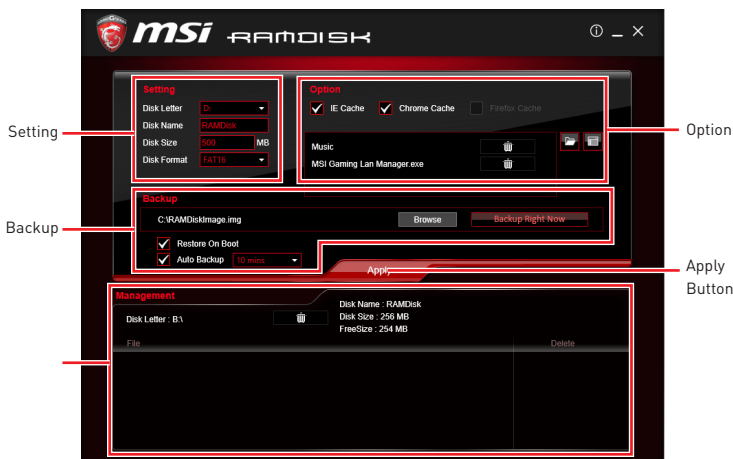 msi RAMDISK
Setting
Disk Letter D:
Disk Name RAMDisk
Disk Size 500 MB
Disk Format FAT16
Option
IE Cache Chrome Cache Firefox Cache
Music
MSI Gaming Lan Manager.exe
Backup
C:\RAMDiskImage.img Browse Backup Right Now
Restore On Boot
Auto Backup 10 mins
Apply
Management
Disk Letter : B:\
Disk Name : RAMDisk
Disk Size : 256 MB
FreeSize : 254 MB
File Delete
Setting
Backup
Option
Apply
Button